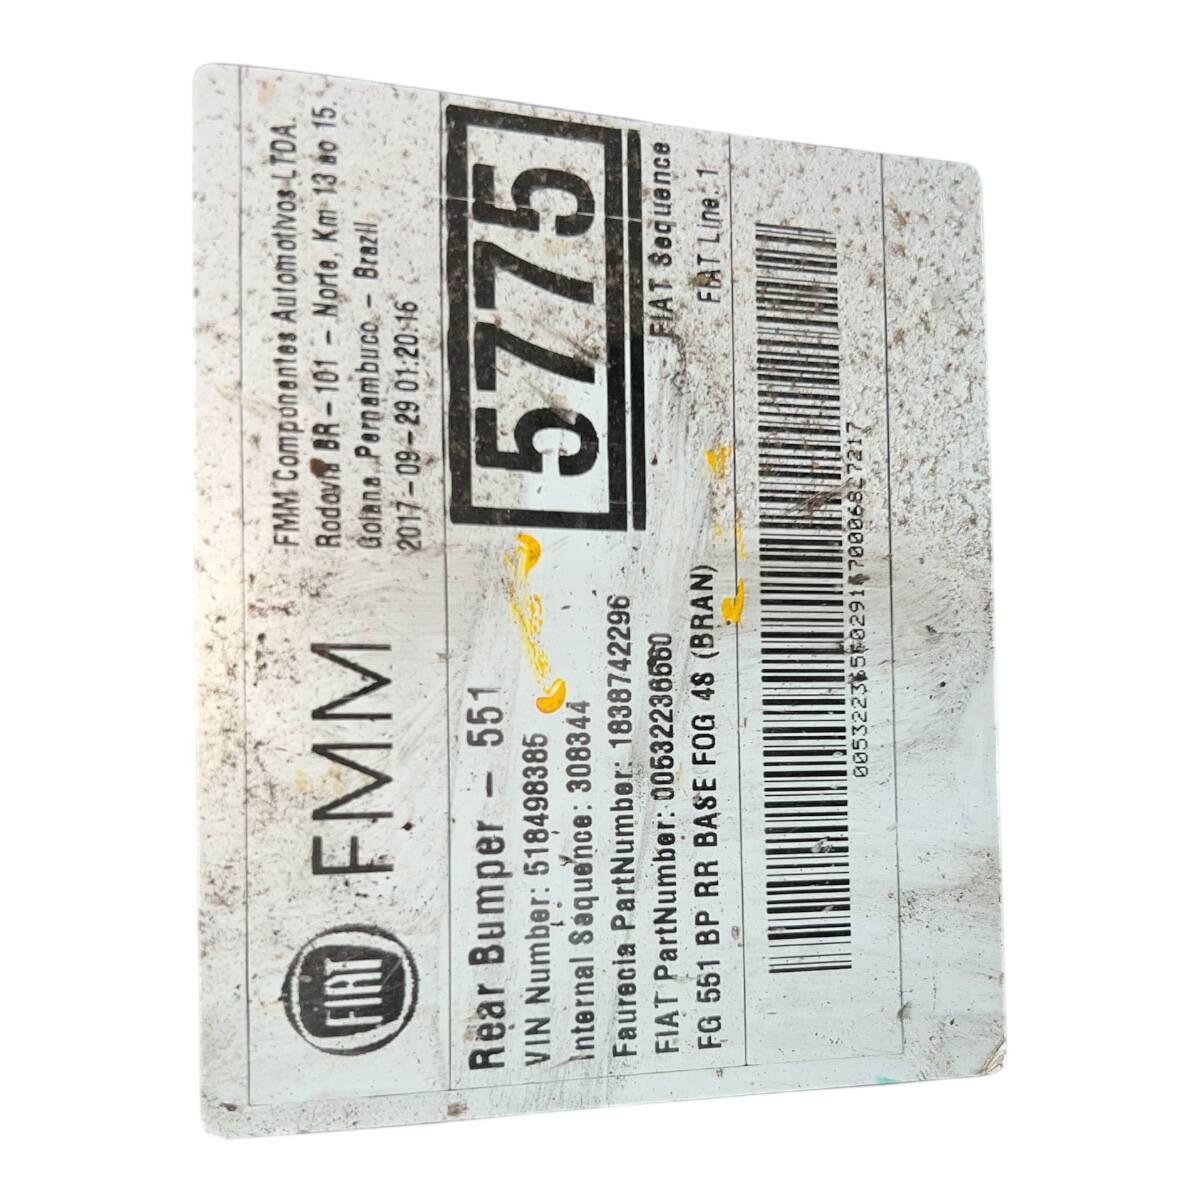 FIAT
FMM
FMM Componentes Automotivos-LTDA.
Rodovia BR-101 - Norte, Km 13 ao 15.
Goiana Pernambuco. - Brazil
2017-09-29 01:20:16
5775
FIAT Sequence
FIAT Line. 1
Rear Bumper - 551
VIN Number: 518498385
Internal Sequence: 308344
Faurecia PartNumber: 1838742296
FIAT PartNumber:
FG 551 BP RR BASE FOG 48 (BRAN)